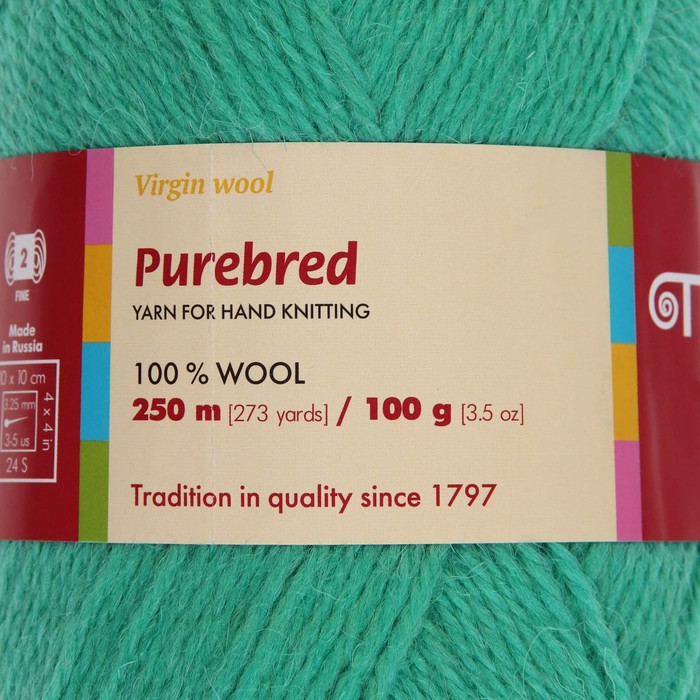 Virgin wool
Purebred
YARN FOR HAND KNITTING
100 % WOOL
250 m [273 yards] / 100 g [3.5 oz]
Tradition in quality since 1797
2
FINE
Made
in Russia
10 x 10 cm
4 x 4 in
3.25 mm
3-5 us
24 S